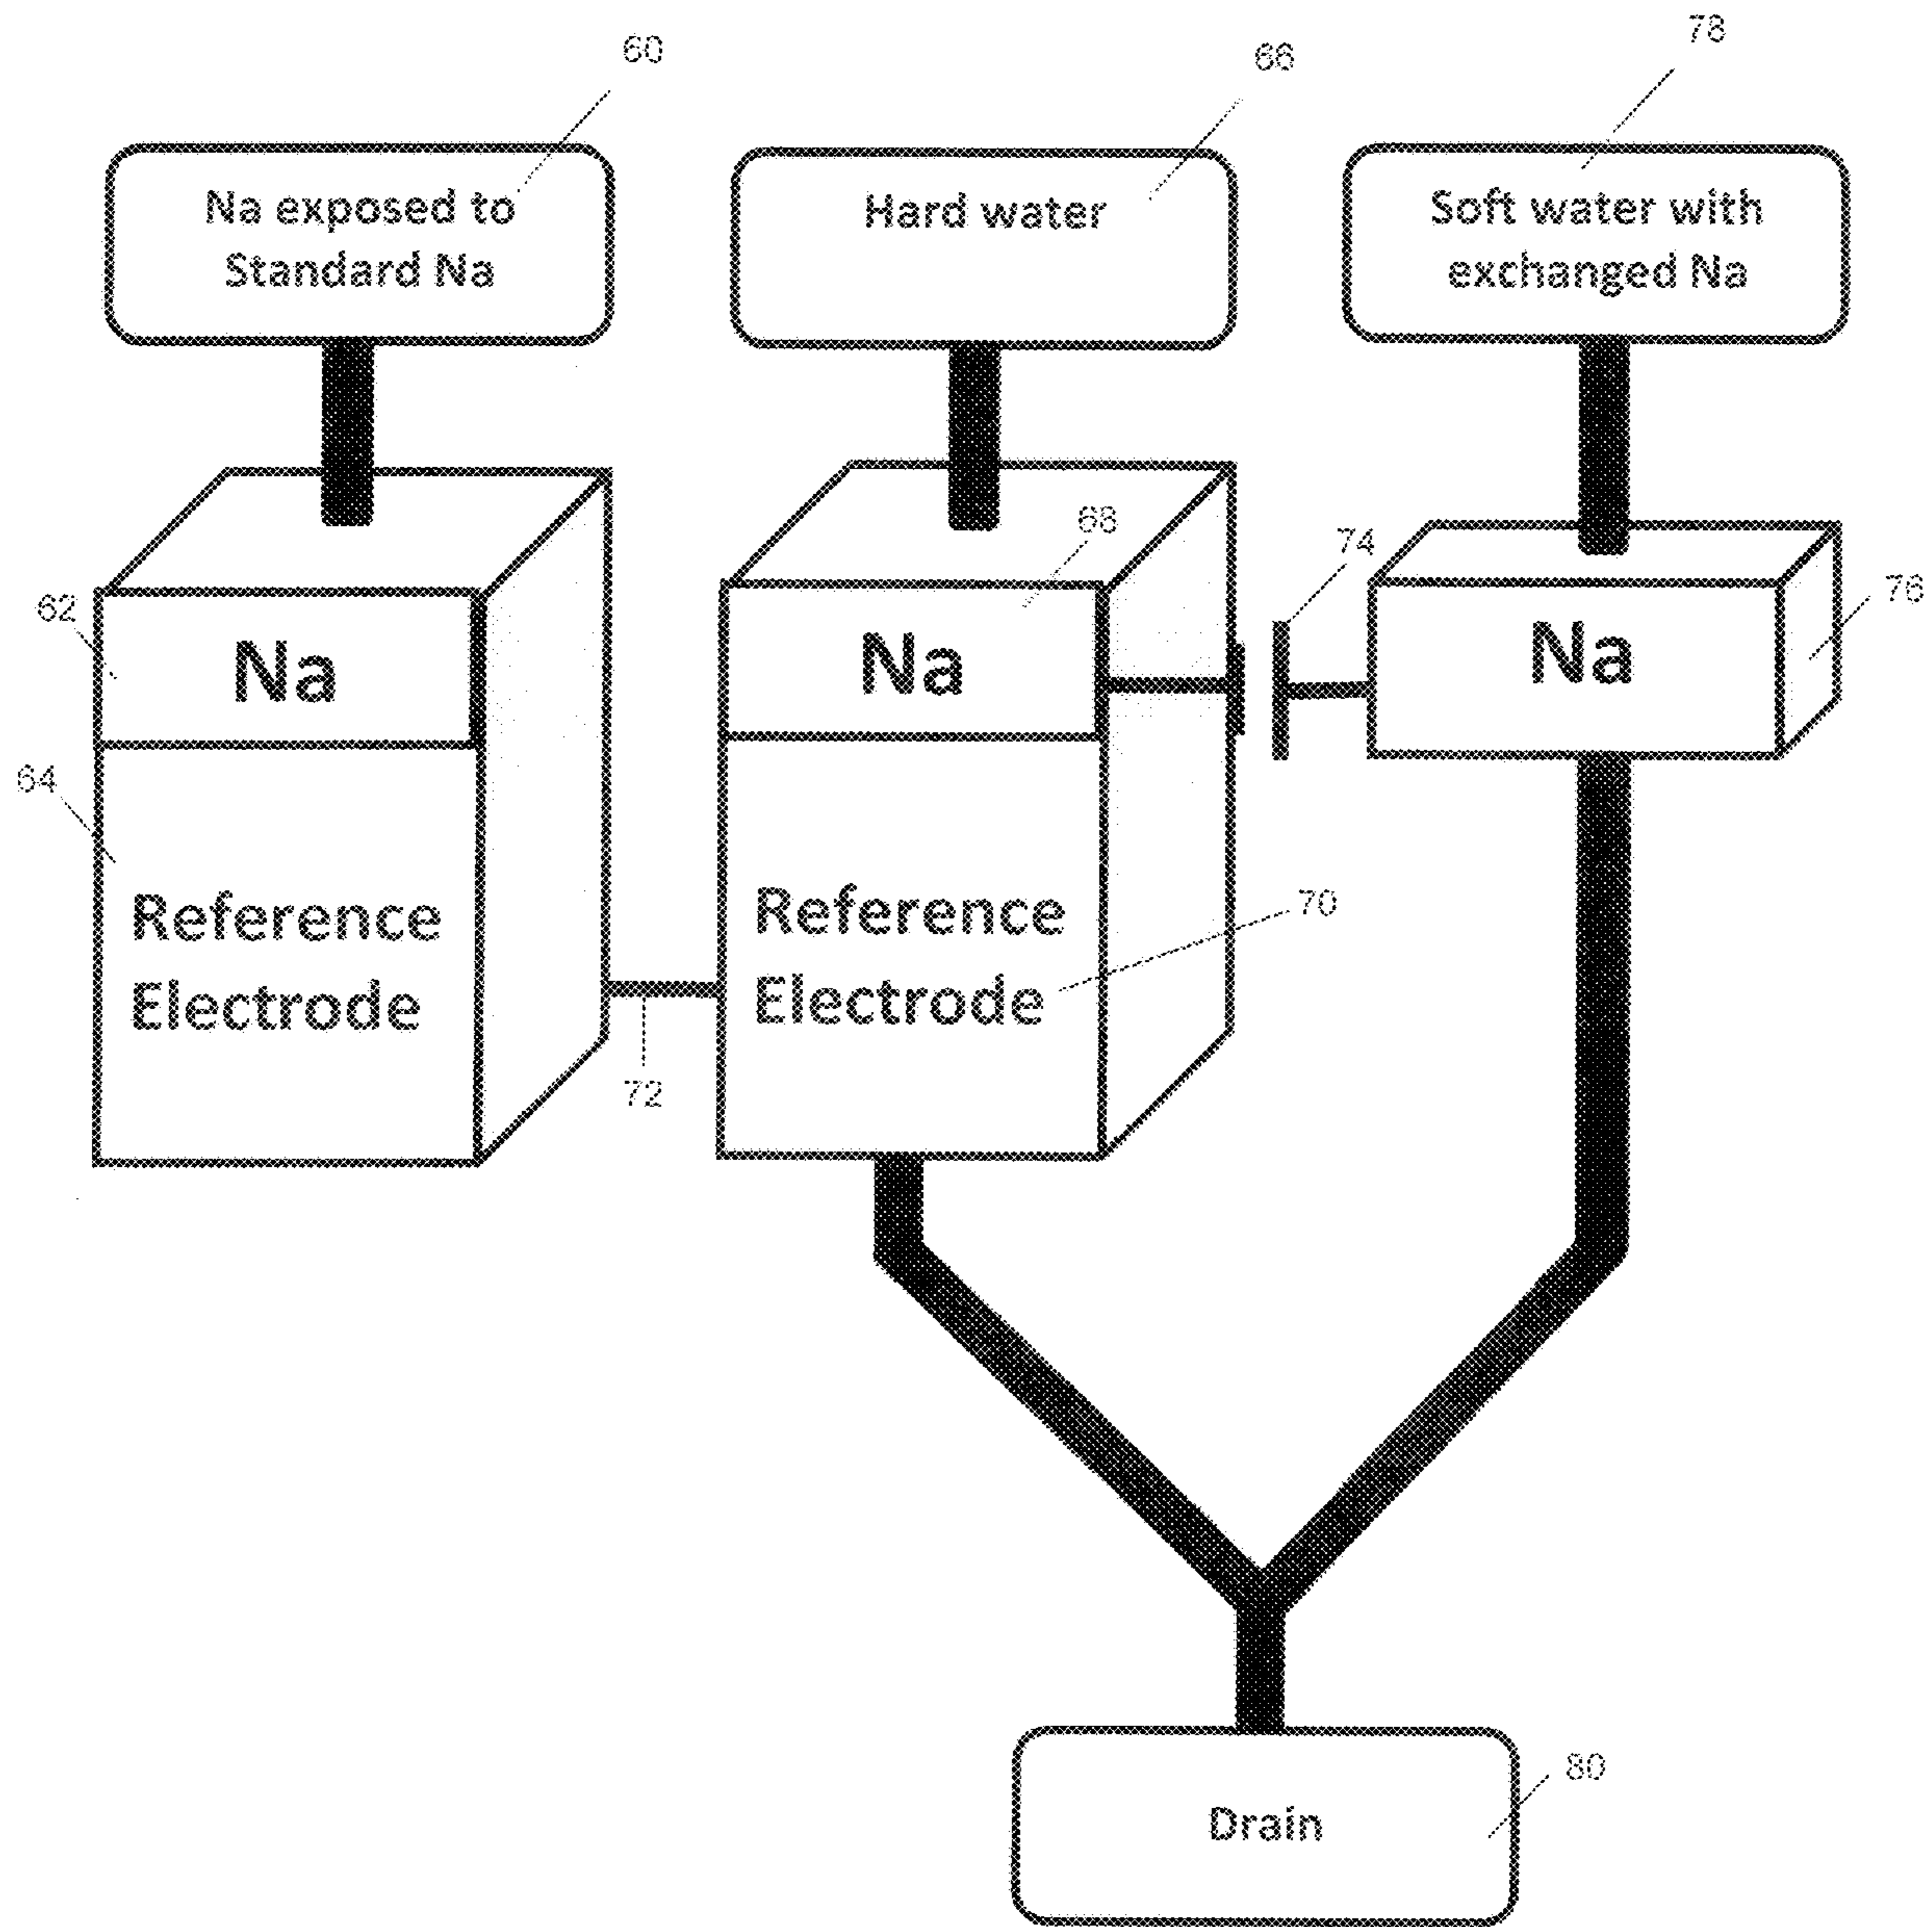 60
66
78
Na exposed to
Standard Na
Hard water
Soft water with
exchanged Na
68
74
62
Na
Na
Na
76
64
Reference
Electrode
Reference
Electrode
70
72
Drain
80